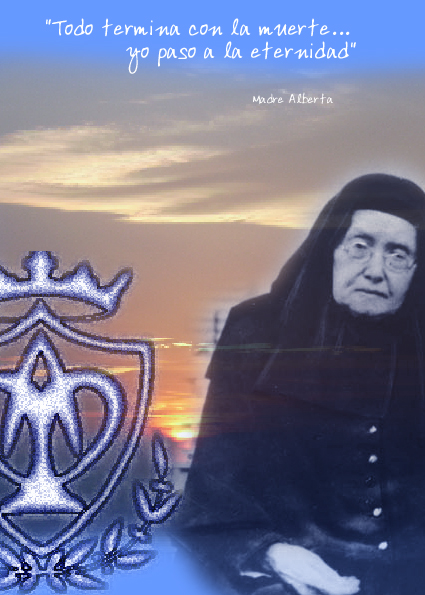 "Todo termina con la muerte...
yo paso a la eternidad"
Madre Alberta